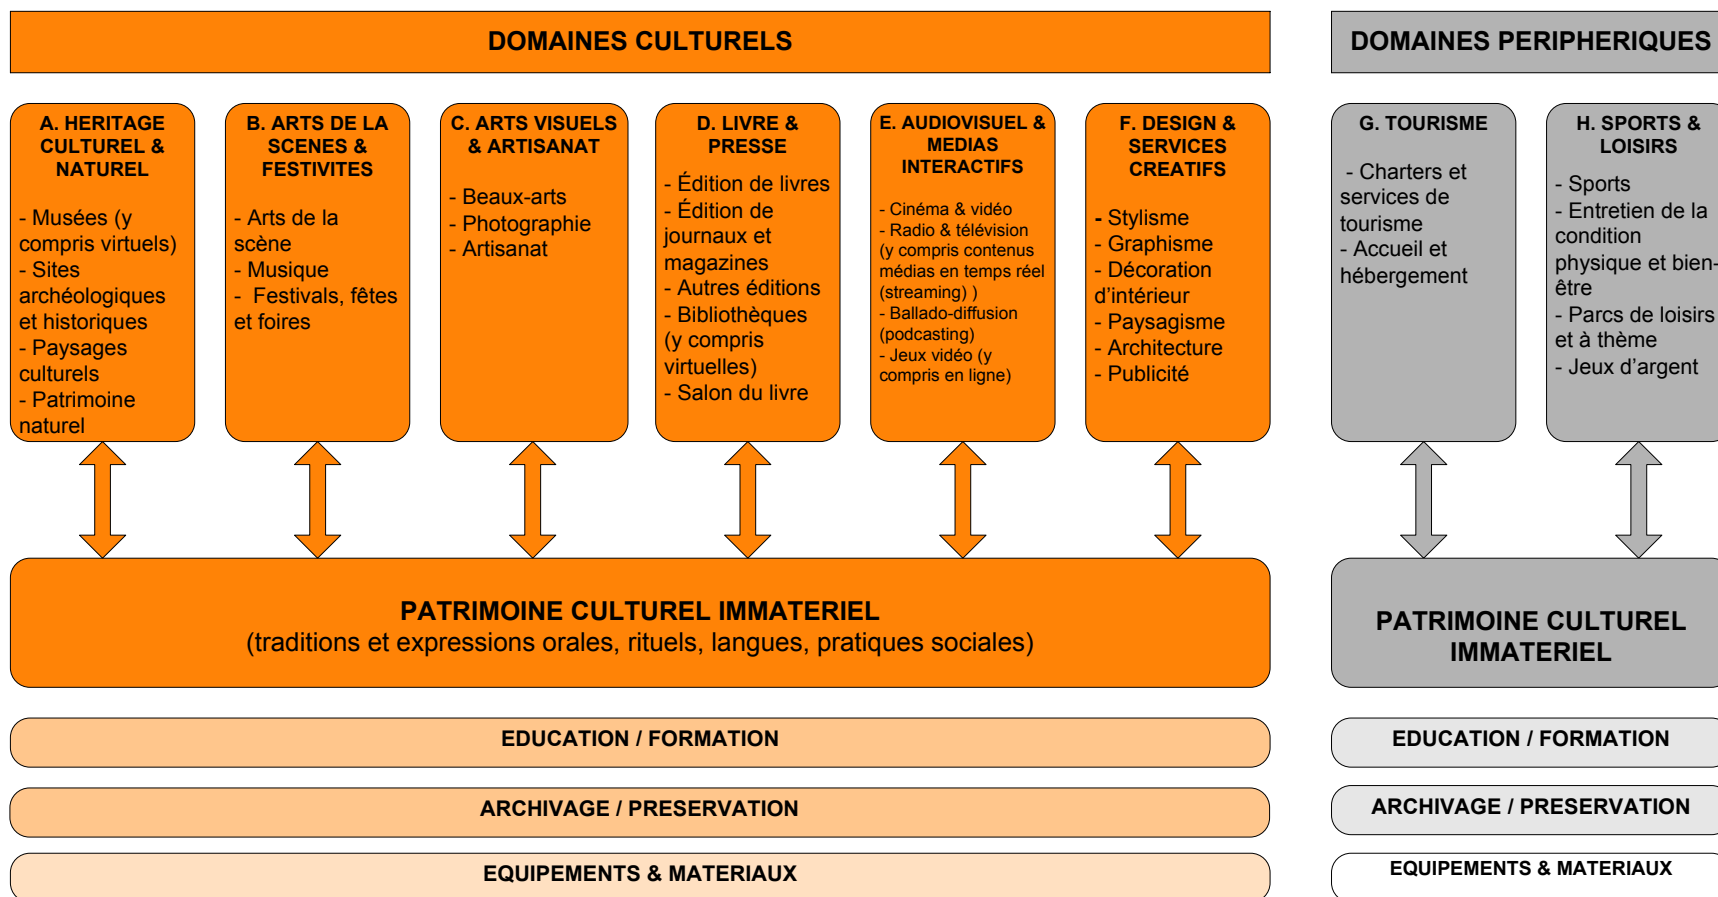 DOMAINES CULTURELS
DOMAINES PERIPHERIQUES
A. HERITAGE
CULTUREL &
NATUREL
- Musées (y
compris virtuels)
- Sites
archéologiques
et historiques
- Paysages
culturels
- Patrimoine
naturel
B. ARTS DE LA
SCENES &
FESTIVITES
- Arts de la
scène
- Musique
- Festivals, fêtes
et foires
C. ARTS VISUELS
& ARTISANAT
- Beaux-arts
- Photographie
- Artisanat
D. LIVRE &
PRESSE
- Édition de livres
- Édition de
journaux et
magazines
- Autres éditions
- Bibliothèques
(y compris
virtuelles)
- Salon du livre
E. AUDIOVISUEL &
MEDIAS
INTERACTIFS
- Cinéma & vidéo
- Radio & télévision
(y compris contenus
médias en temps réel
(streaming) )
- Ballado-diffusion
(podcasting)
- Jeux vidéo (y
compris en ligne)
F. DESIGN &
SERVICES
CREATIFS
- Stylisme
- Graphisme
- Décoration
d’intérieur
- Paysagisme
- Architecture
- Publicité
G. TOURISME
- Charters et
services de
tourisme
- Accueil et
hébergement
H. SPORTS &
LOISIRS
- Sports
- Entretien de la
condition
physique et bien-
être
- Parcs de loisirs
et à thème
- Jeux d’argent
PATRIMOINE CULTUREL IMMATERIEL
(traditions et expressions orales, rituels, langues, pratiques sociales)
PATRIMOINE CULTUREL
IMMATERIEL
EDUCATION / FORMATION
EDUCATION / FORMATION
ARCHIVAGE / PRESERVATION
ARCHIVAGE / PRESERVATION
EQUIPEMENTS & MATERIAUX
EQUIPEMENTS & MATERIAUX